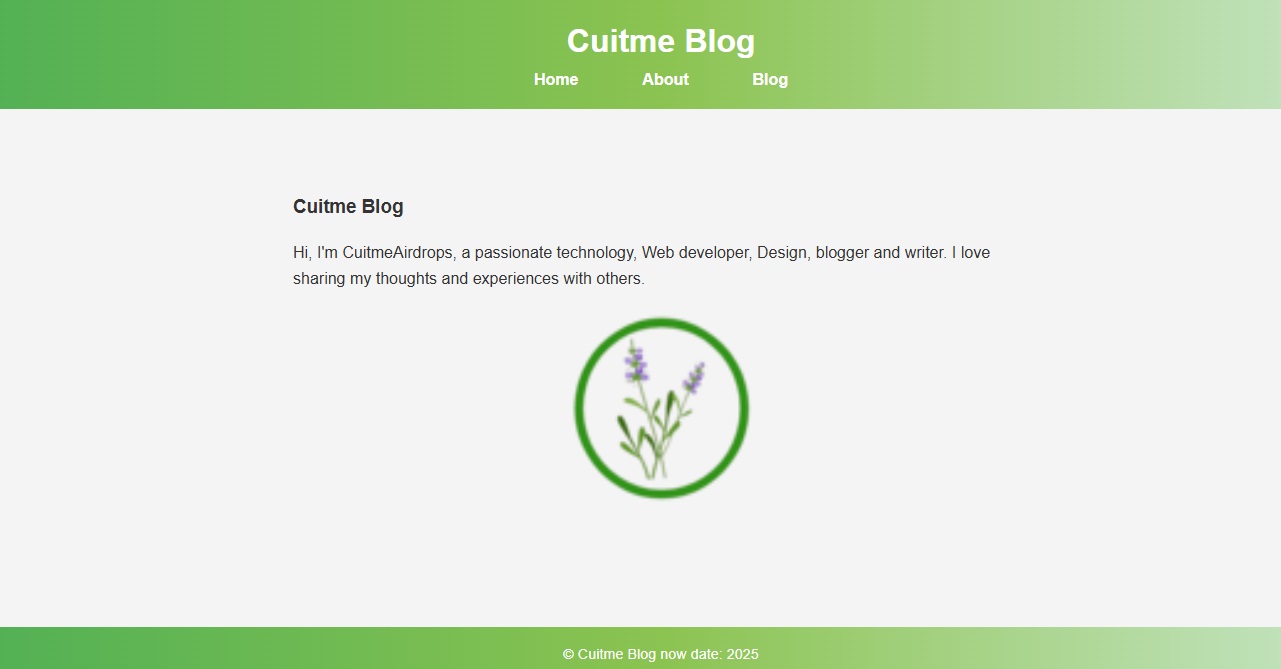 Cuitme Blog
Home About Blog
Cuitme Blog
Hi, I'm CuitmeAirdrops, a passionate technology, Web developer, Design, blogger and writer. I love
sharing my thoughts and experiences with others.
© Cuitme Blog now date: 2025